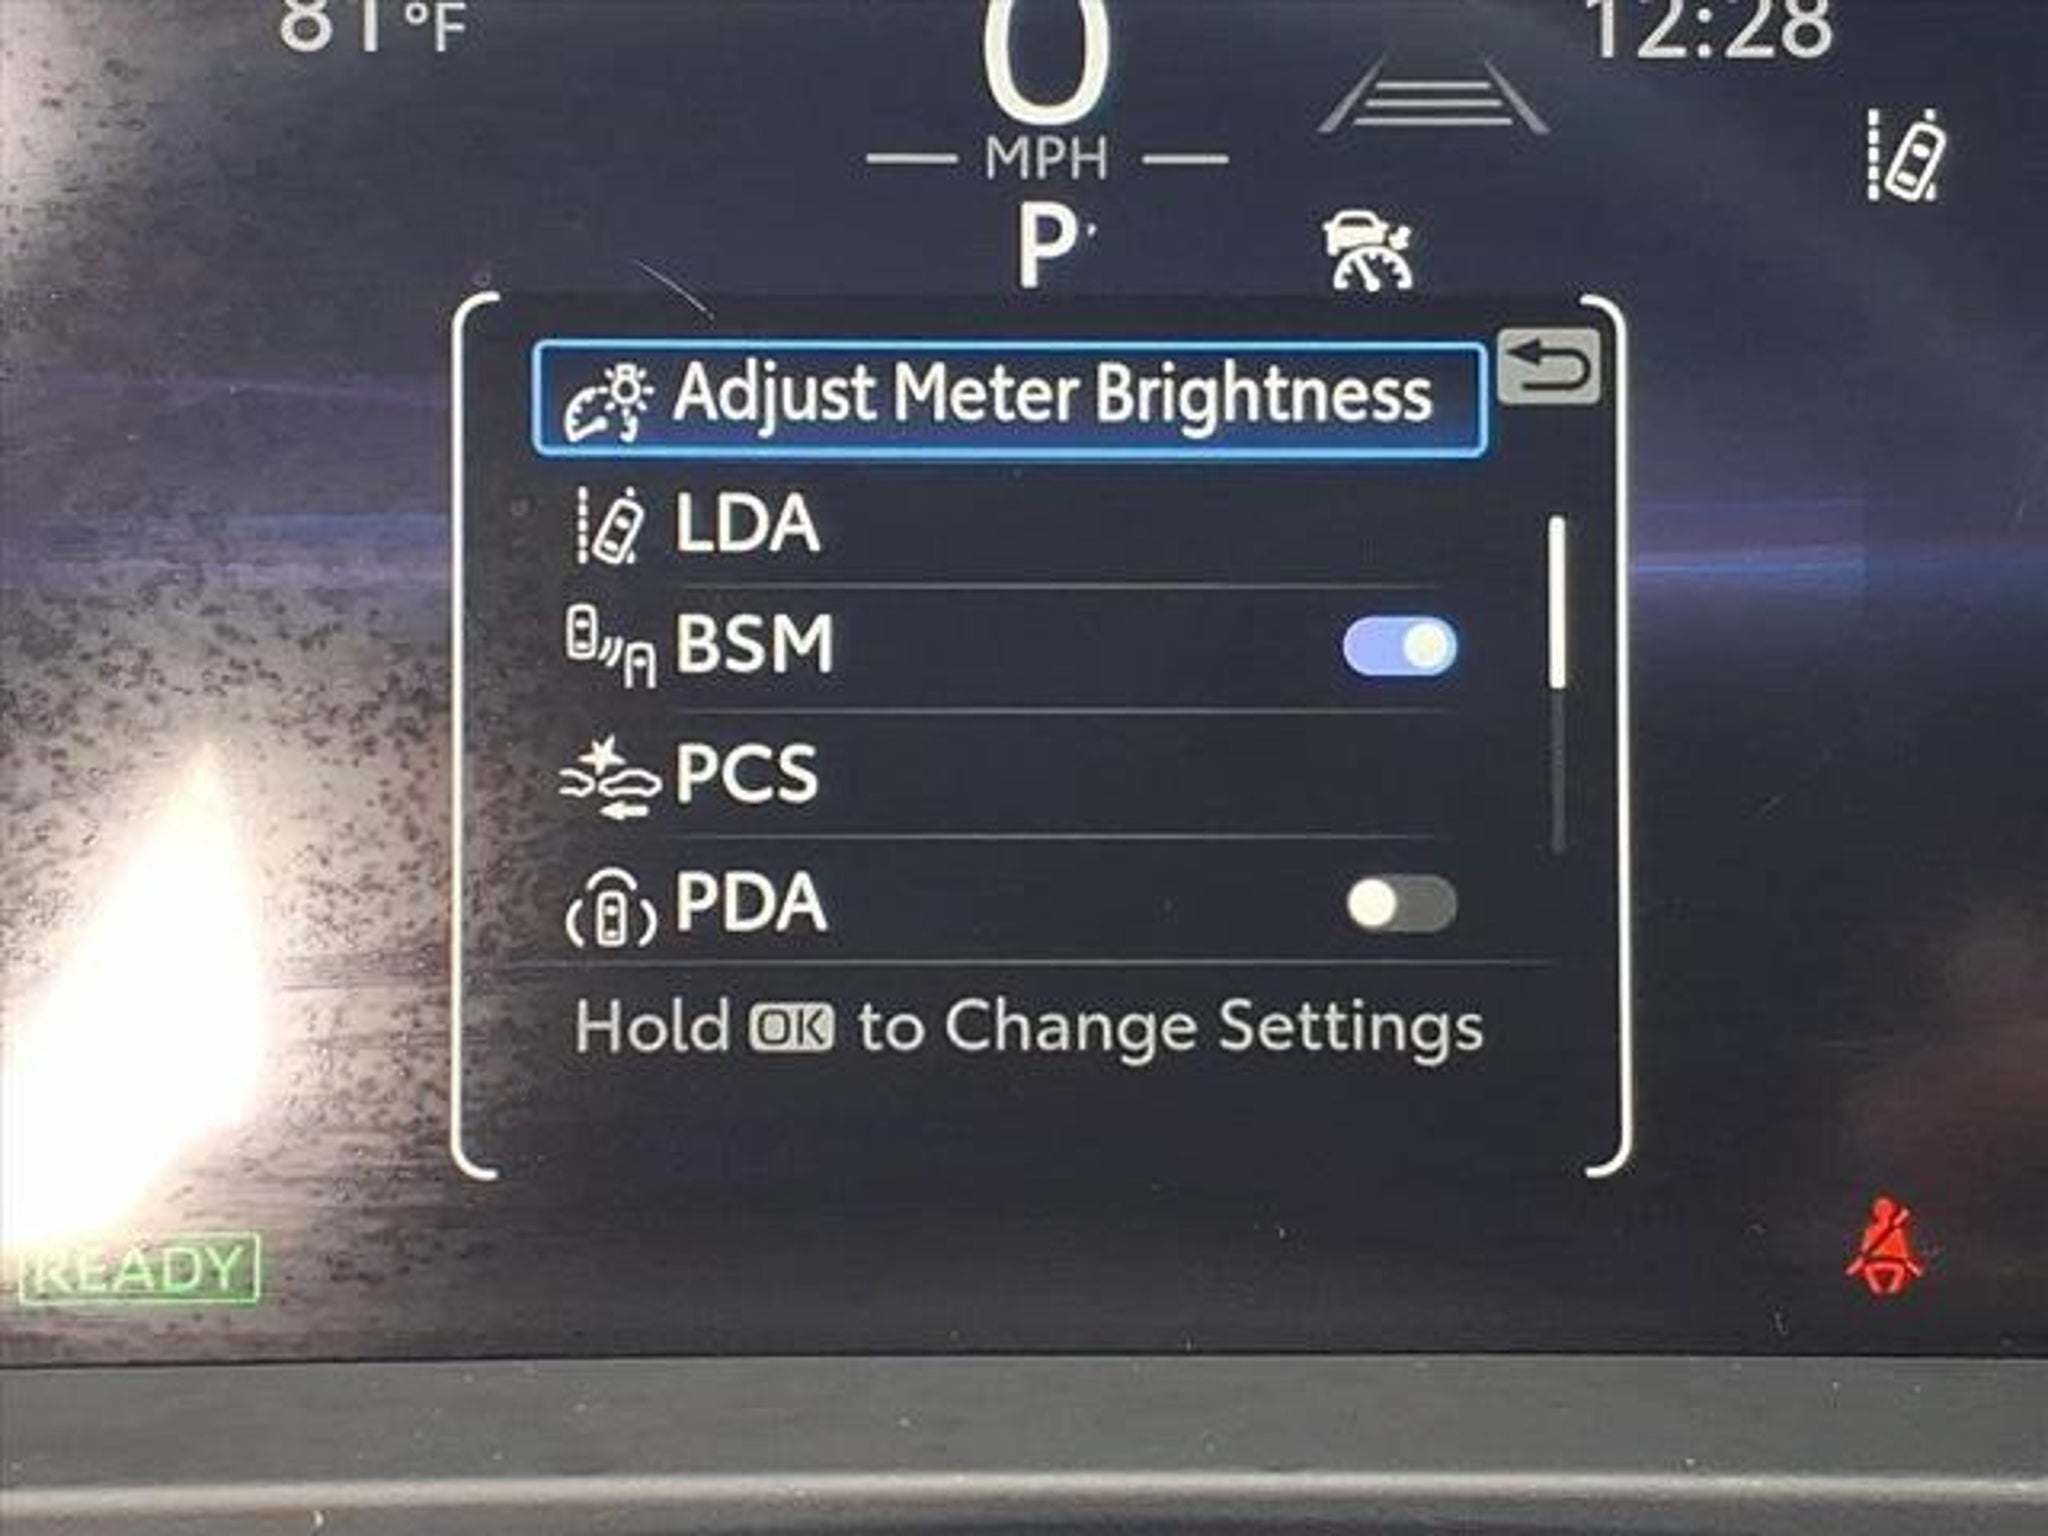 81°F
12:28
0
MPH
P
Adjust Meter Brightness
LDA
BSM
PCS
PDA
Hold OK to Change Settings
READY